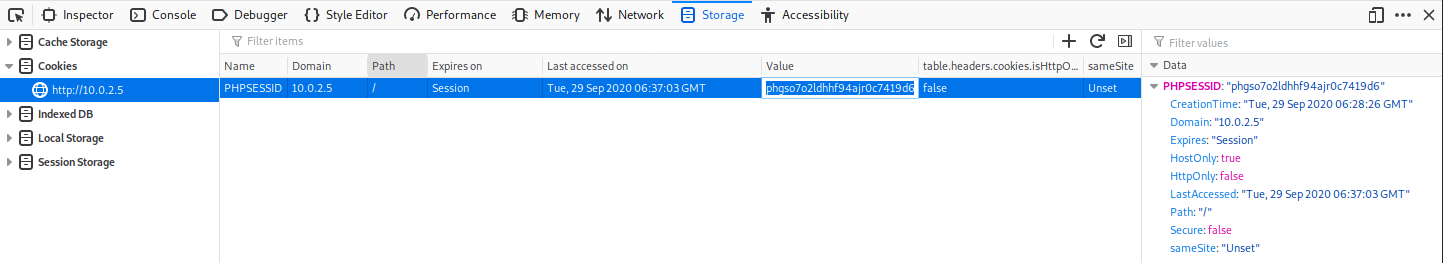 Inspector Console Debugger Style Editor Performance Memory Network Storage Accessibility
Cache Storage
Cookies
http://10.0.2.5
Indexed DB
Local Storage
Session Storage
Filter items
Name Domain Path Expires on Last accessed on Value table.headers.cookies.isHttpO... sameSite
PHPSESSID 10.0.2.5 / Session Tue, 29 Sep 2020 06:37:03 GMT phgso7o2ldhhf94ajr0c7419d6 false Unset
Filter values
Data
PHPSESSID: "phgso7o2ldhhf94ajr0c7419d6"
CreationTime: "Tue, 29 Sep 2020 06:28:26 GMT"
Domain: "10.0.2.5"
Expires: "Session"
HostOnly: true
HttpOnly: false
LastAccessed: "Tue, 29 Sep 2020 06:37:03 GMT"
Path: "/"
Secure: false
sameSite: "Unset"